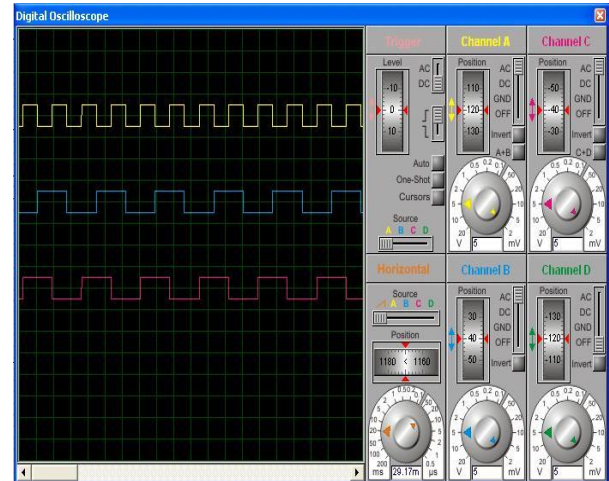 Digital Oscilloscope
Trigger
Level
AC
DC
-10
0
10
Auto
One-Shot
Cursors
Source
A B C D
Channel A
Position
AC
DC
GND
OFF
110
120
130
Invert
A+B
V 5 mV
Channel C
Position
AC
DC
GND
OFF
-50
-40
-30
Invert
C+D
V 5 mV
Horizontal
Source
A B C D
Position
1180 < 1160
ms 29.17m µs
Channel B
Position
AC
DC
GND
OFF
30
40
50
Invert
V 5 mV
Channel D
Position
AC
DC
GND
OFF
-130
-120
-110
Invert
V 5 mV